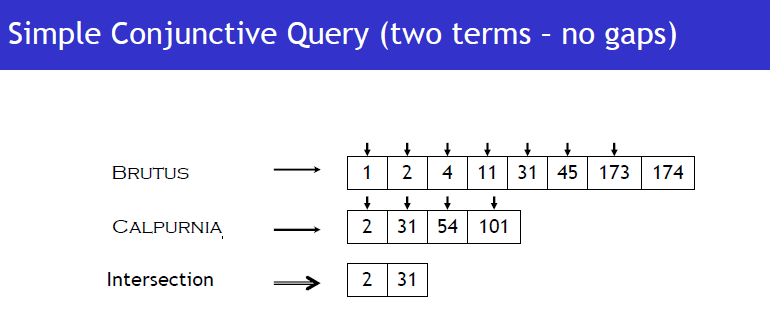 Simple Conjunctive Query (two terms – no gaps)
BRUTUS 1 2 4 11 31 45 173 174
CALPURNIA, 2 31 54 101
Intersection 2 31